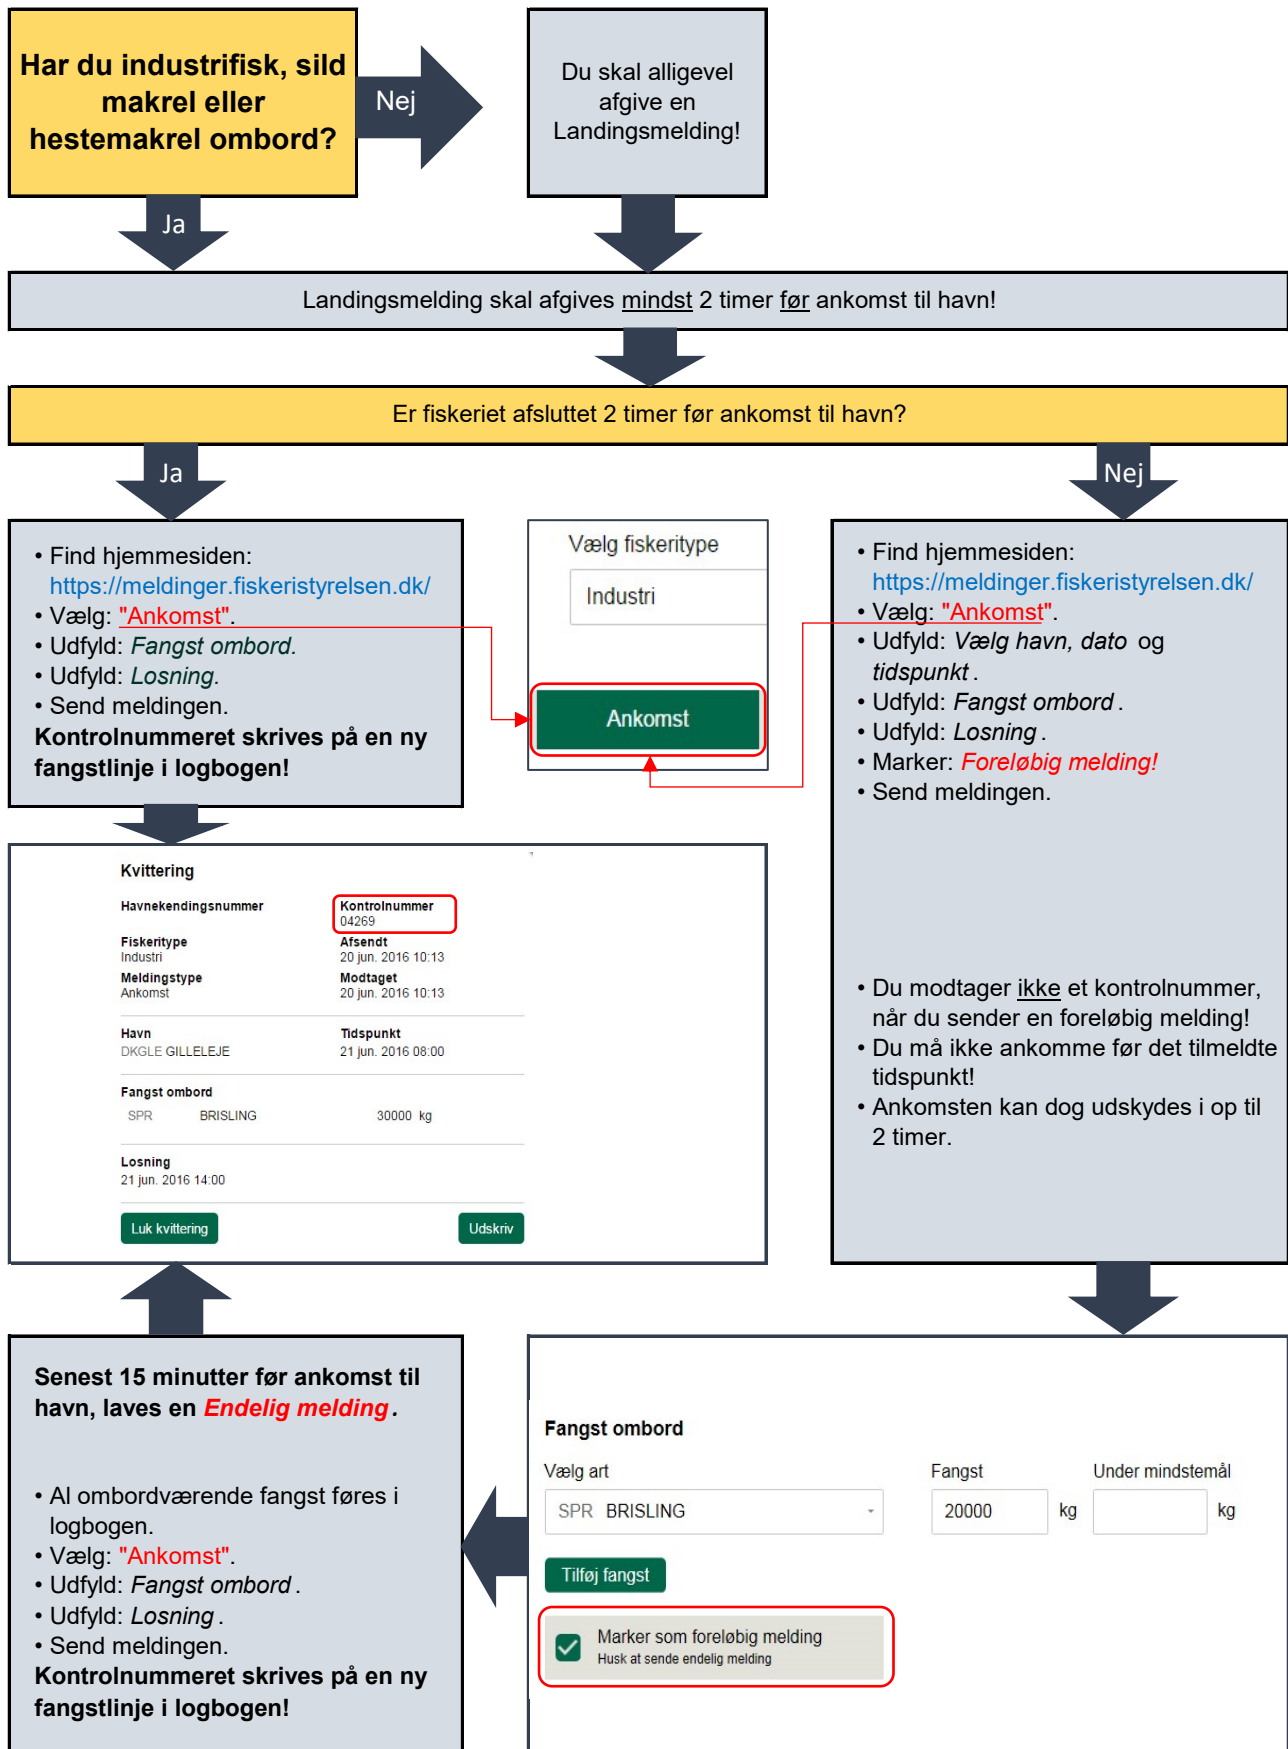 Har du industrifisk, sild
makrel eller
hestemakrel ombord?
Nej
Du skal alligevel
afgive en
Landingsmelding!
Ja
Landingsmelding skal afgives mindst 2 timer før ankomst til havn!
Er fiskeriet afsluttet 2 timer før ankomst til havn?
Ja
Nej
• Find hjemmesiden:
https://meldinger.fiskeristyrelsen.dk/
• Vælg: "Ankomst".
• Udfyld: Fangst ombord.
• Udfyld: Losning.
• Send meldingen.
Kontrolnummeret skrives på en ny
fangstlinje i logbogen!
Vælg fiskeritype
Industri
Ankomst
• Find hjemmesiden:
https://meldinger.fiskeristyrelsen.dk/
• Vælg: "Ankomst".
• Udfyld: Vælg havn, dato og
tidspunkt.
• Udfyld: Fangst ombord.
• Udfyld: Losning.
• Marker: Foreløbig melding!
• Send meldingen.
• Du modtager ikke et kontrolnummer,
når du sender en foreløbig melding!
• Du må ikke ankomme før det tilmeldte
tidspunkt!
• Ankomsten kan dog udskydes i op til
2 timer.
Kvittering
Havnekendingsnummer Kontrolnummer
04269
Fiskeritype Afsendt
Industri 20 jun. 2016 10:13
Meldingstype Modtaget
Ankomst 20 jun. 2016 10:13
Havn Tidspunkt
DKGLE GILLELEJE 21 jun. 2016 08:00
Fangst ombord
SPR BRISLING 30000 kg
Losning
21 jun. 2016 14:00
Luk kvittering Udskriv
Senest 15 minutter før ankomst til
havn, laves en Endelig melding.
• Al ombordværende fangst føres i
logbogen.
• Vælg: "Ankomst".
• Udfyld: Fangst ombord.
• Udfyld: Losning.
• Send meldingen.
Kontrolnummeret skrives på en ny
fangstlinje i logbogen!
Fangst ombord
Vælg art Fangst Under mindstemål
SPR BRISLING 20000 kg kg
Tilføj fangst
Marker som foreløbig melding
Husk at sende endelig melding